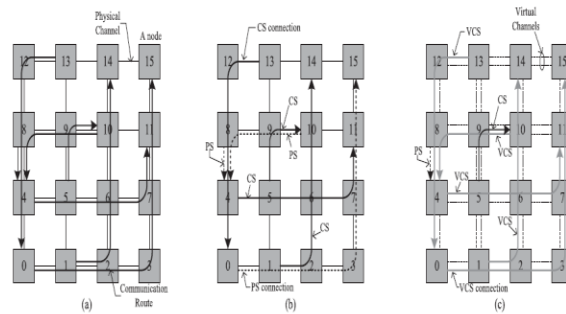 Physical Channel
A node
12 13 14 15
8 9 10 11
4 5 6 7
0 1 2 3
Communication Route
(a)
CS connection
12 13 14 15
CS
8 9 10 11
PS
PS
CS
4 5 6 7
CS
0 1 2 3
PS connection
(b)
VCS
Virtual Channels
12 13 14 15
CS
8 9 10 11
VCS
PS
VCS
4 5 6 7
VCS
0 1 2 3
VCS connection
(c)